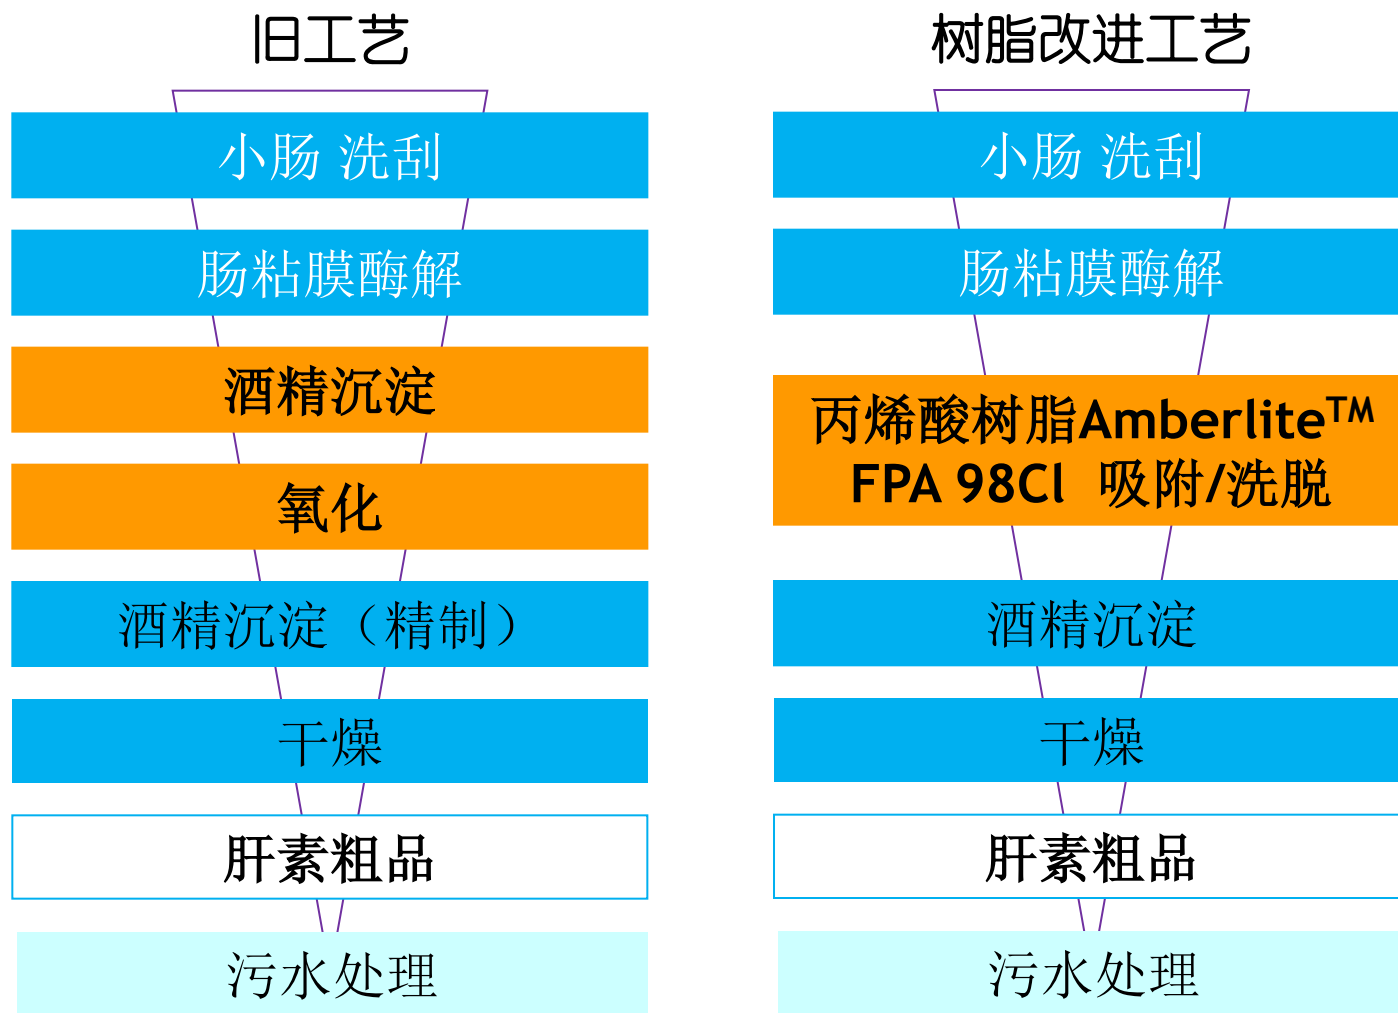 旧工艺
小肠 洗刮
肠粘膜酶解
酒精沉淀
氧化
酒精沉淀（精制）
干燥
肝素粗品
污水处理
树脂改进工艺
小肠 洗刮
肠粘膜酶解
丙烯酸树脂Amberlite™
FPA 98Cl 吸附/洗脱
酒精沉淀
干燥
肝素粗品
污水处理